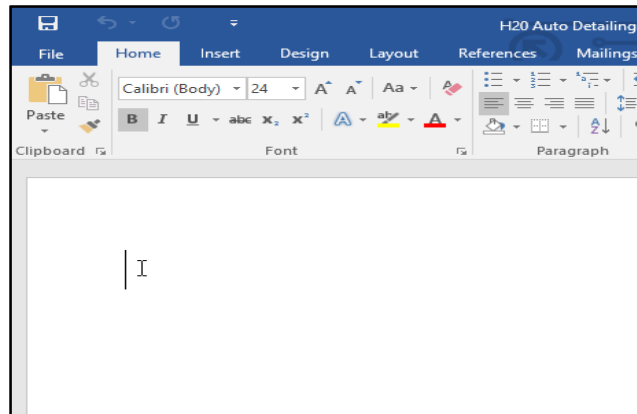 H20 Auto Detailing
File Home Insert Design Layout References Mailings
Calibri (Body) 24 A A Aa
Paste B I U abc x₂ x² A ab A A Z
Clipboard Font Paragraph